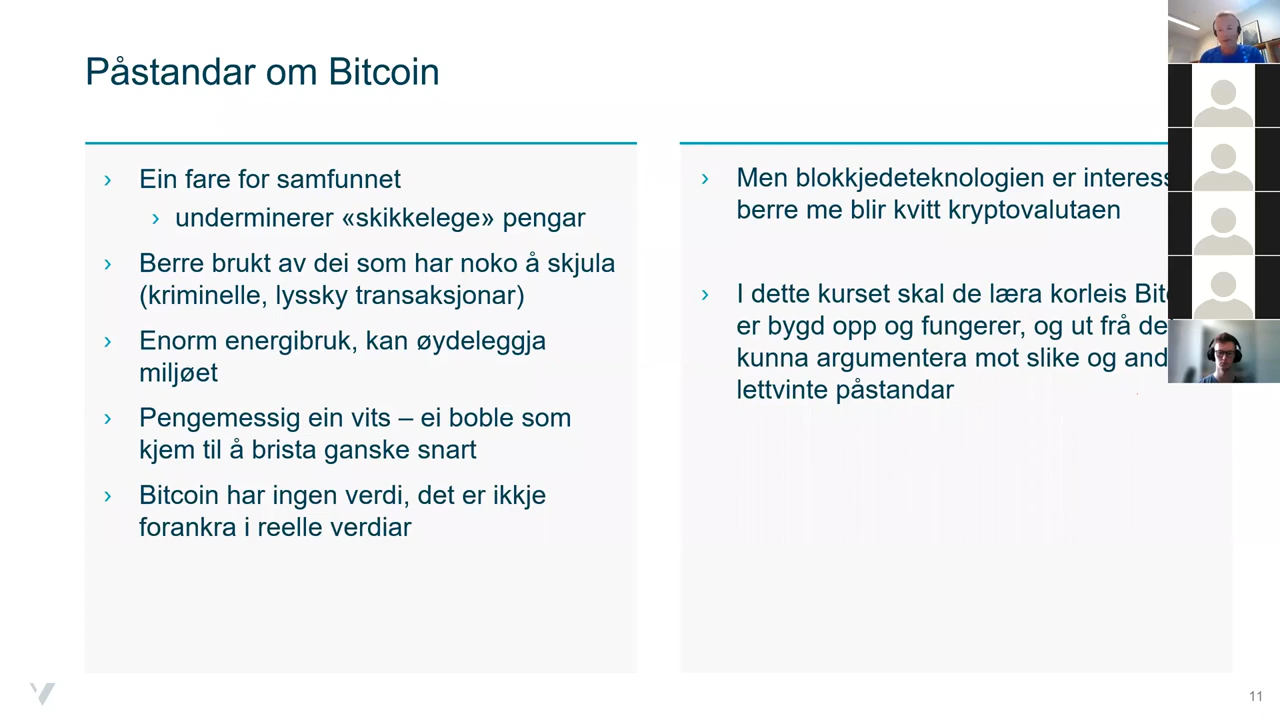 Påstandar om Bitcoin
› Ein fare for samfunnet
› underminerer «skikkelege» pengar
› Berre brukt av dei som har noko å skjula
(kriminelle, lyssky transaksjonar)
› Enorm energibruk, kan øydeleggja
miljøet
› Pengemessig ein vits – ei boble som
kjem til å brista ganske snart
› Bitcoin har ingen verdi, det er ikkje
forankra i reelle verdiar
› Men blokkjedeteknologien er
berre me blir kvitt kryptovalutaen
› I dette kurset skal de læra korleis
er bygd opp og fungerer, og ut frå
kunna argumentera mot slike og
lettvinte påstandar
11